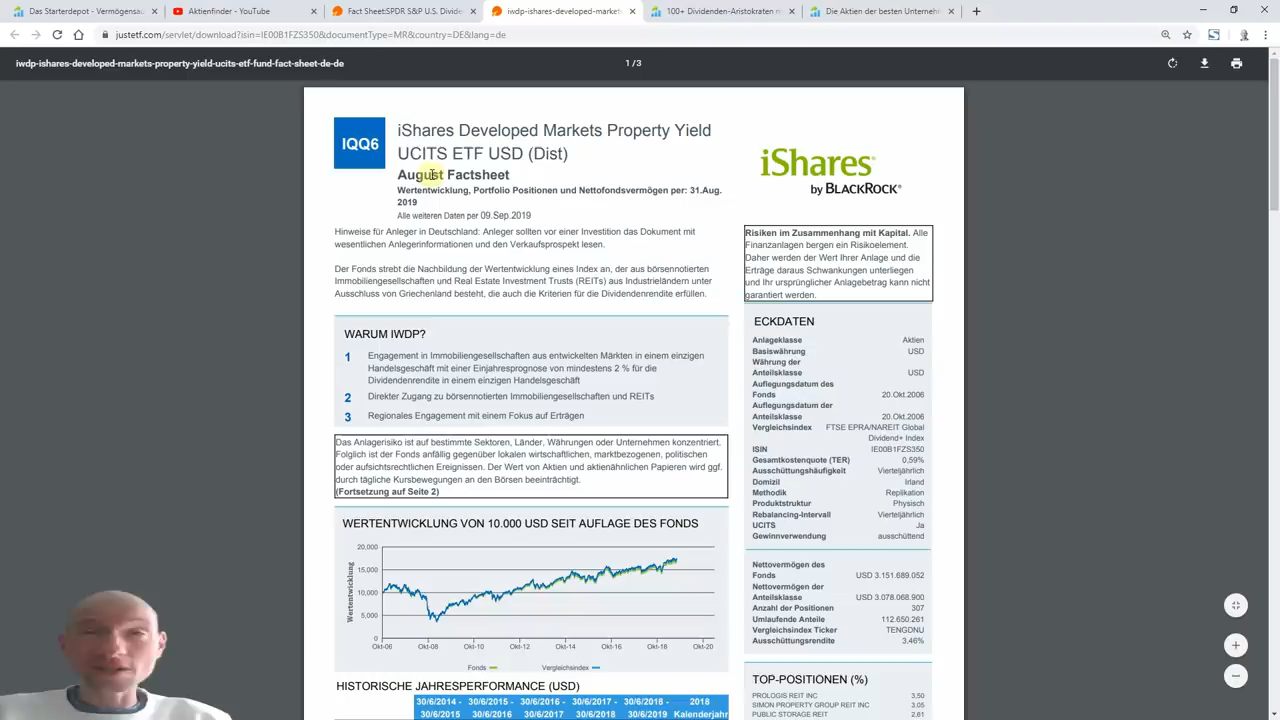 Das Starterdepot - Vermögensau
Aktienfinder - YouTube
Fact Sheet:SPDR S&P U.S. Divide
iwdp-ishares-developed-markets-
100+ Dividenden-Aristokraten m
Die Aktien der besten Unterneh
justetf.com/servlet/download?isin=IE00B1FZS350&documentType=MR&country=DE&lang=de
iwdp-ishares-developed-markets-property-yield-ucits-etf-fund-fact-sheet-de-de
1 / 3
IQQ6
iShares Developed Markets Property Yield
UCITS ETF USD (Dist)
August Factsheet
Wertentwicklung, Portfolio Positionen und Nettofondsvermögen per: 31.Aug.
2019
Alle weiteren Daten per 09.Sep.2019
iShares®
by BLACKROCK®
Hinweise für Anleger in Deutschland: Anleger sollten vor einer Investition das Dokument mit
wesentlichen Anlegerinformationen und den Verkaufsprospekt lesen.
Der Fonds strebt die Nachbildung der Wertentwicklung eines Index an, der aus börsennotierten
Immobiliengesellschaften und Real Estate Investment Trusts (REITs) aus Industrieländern unter
Ausschluss von Griechenland besteht, die auch die Kriterien für die Dividendenrendite erfüllen.
Risiken im Zusammenhang mit Kapital. Alle
Finanzanlagen bergen ein Risikoelement.
Daher werden der Wert Ihrer Anlage und die
Erträge daraus Schwankungen unterliegen
und Ihr ursprünglicher Anlagebetrag kann nicht
garantiert werden.
WARUM IWDP?
1 Engagement in Immobiliengesellschaften aus entwickelten Märkten in einem einzigen
Handelsgeschäft mit einer Einjahresprognose von mindestens 2 % für die
Dividendenrendite in einem einzigen Handelsgeschäft
2 Direkter Zugang zu börsennotierten Immobiliengesellschaften und REITs
3 Regionales Engagement mit einem Fokus auf Erträgen
Das Anlagerisiko ist auf bestimmte Sektoren, Länder, Währungen oder Unternehmen konzentriert.
Folglich ist der Fonds anfällig gegenüber lokalen wirtschaftlichen, marktbezogenen, politischen
oder aufsichtsrechtlichen Ereignissen. Der Wert von Aktien und aktienähnlichen Papieren wird ggf.
durch tägliche Kursbewegungen an den Börsen beeinträchtigt.
(Fortsetzung auf Seite 2)
ECKDATEN
Anlageklasse Aktien
Basiswährung USD
Währung der
Anteilsklasse USD
Auflegungsdatum des
Fonds 20.Okt.2006
Auflegungsdatum der
Anteilsklasse 20.Okt.2006
Vergleichsindex FTSE EPRA/NAREIT Global
Dividend+ Index
ISIN IE00B1FZS350
Gesamtkostenquote (TER) 0,59%
Ausschüttungshäufigkeit Vierteljährlich
Domizil Irland
Methodik Replikation
Produktstruktur Physisch
Rebalancing-Intervall Vierteljährlich
UCITS Ja
Gewinnverwendung ausschüttend
Nettovermögen des
Fonds USD 3.151.689.052
Nettovermögen der
Anteilsklasse USD 3.078.068.900
Anzahl der Positionen 307
Umlaufende Anteile 112.650.261
Vergleichsindex Ticker TENGDNU
Ausschüttungsrendite 3,46%
WERTENTWICKLUNG VON 10.000 USD SEIT AUFLAGE DES FONDS
Wertentwicklung
20,000
15,000
10,000
5,000
0
Okt-06 Okt-08 Okt-10 Okt-12 Okt-14 Okt-16 Okt-18 Okt-20
Fonds Vergleichsindex
HISTORISCHE JAHRESPERFORMANCE (USD)
30/6/2014 - 30/6/2015 - 30/6/2016 - 30/6/2017 - 30/6/2018 - 2018
30/6/2015 30/6/2016 30/6/2017 30/6/2018 30/6/2019 Kalenderjahr
TOP-POSITIONEN (%)
PROLOGIS REIT INC 3,50
SIMON PROPERTY GROUP REIT INC 3,05
PUBLIC STORAGE REIT 2,61